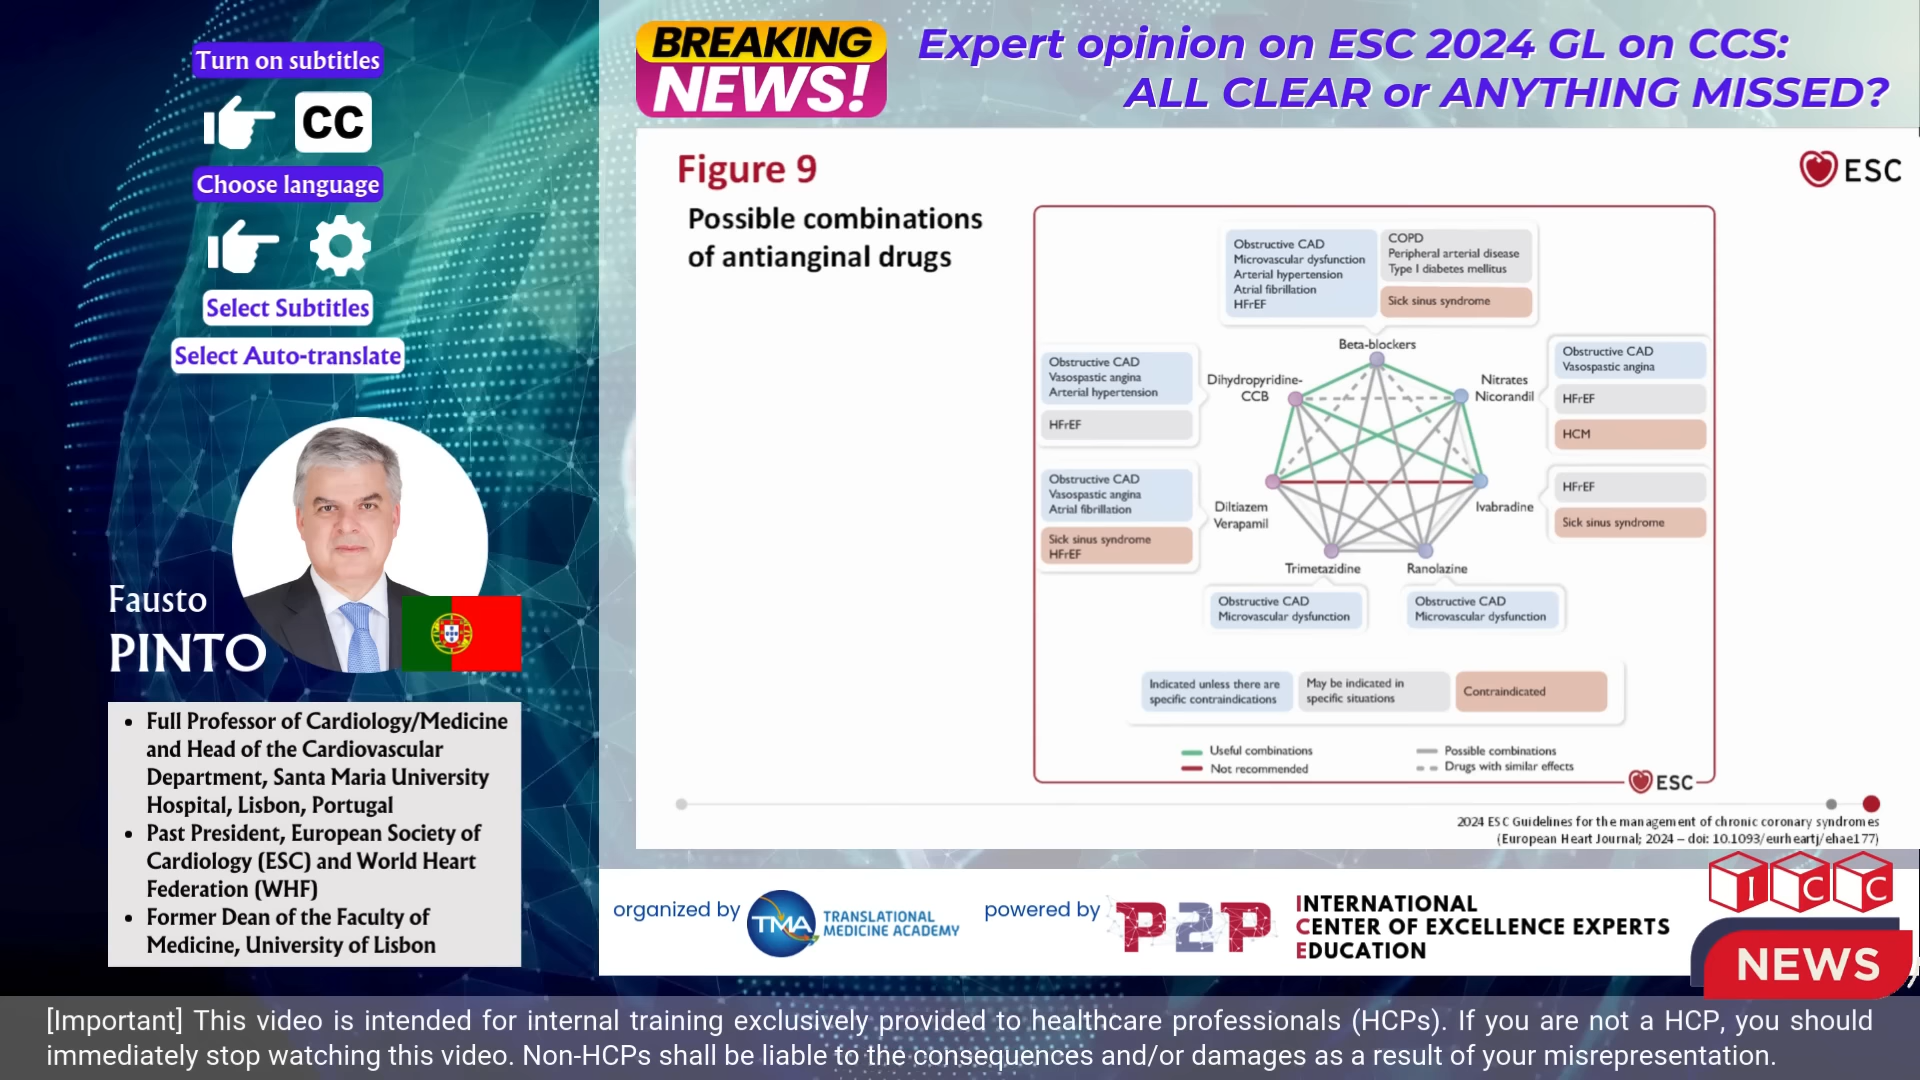 Turn on subtitles
CC
Choose language
Select Subtitles
Select Auto-translate
Fausto
PINTO
• Full Professor of Cardiology/Medicine
and Head of the Cardiovascular
Department, Santa Maria University
Hospital, Lisbon, Portugal
• Past President, European Society of
Cardiology (ESC) and World Heart
Federation (WHF)
• Former Dean of the Faculty of
Medicine, University of Lisbon
BREAKING
NEWS!
Expert opinion on ESC 2024 GL on CCS:
ALL CLEAR or ANYTHING MISSED?
Figure 9
ESC
Possible combinations
of antianginal drugs
Obstructive CAD
Microvascular dysfunction
Arterial hypertension
Atrial fibrillation
HFrEF
COPD
Peripheral arterial disease
Type I diabetes mellitus
Sick sinus syndrome
Beta-blockers
Obstructive CAD
Vasospastic angina
Arterial hypertension
HFrEF
Dihydropyridine-
CCB
Nitrates
Nicorandil
Obstructive CAD
Vasospastic angina
HFrEF
HCM
Obstructive CAD
Vasospastic angina
Atrial fibrillation
Sick sinus syndrome
HFrEF
Diltiazem
Verapamil
Ivabradine
HFrEF
Sick sinus syndrome
Trimetazidine
Ranolazine
Obstructive CAD
Microvascular dysfunction
Obstructive CAD
Microvascular dysfunction
Indicated unless there are
specific contraindications
May be indicated in
specific situations
Contraindicated
Useful combinations
Not recommended
Possible combinations
Drugs with similar effects
ESC
2024 ESC Guidelines for the management of chronic coronary syndromes
(European Heart Journal; 2024 – doi: 10.1093/eurheartj/ehae177)
organized by
TMA
TRANSLATIONAL
MEDICINE ACADEMY
powered by
P2P
INTERNATIONAL
CENTER OF EXCELLENCE EXPERTS
EDUCATION
ICC
NEWS
[Important] This video is intended for internal training exclusively provided to healthcare professionals (HCPs). If you are not a HCP, you should
immediately stop watching this video. Non-HCPs shall be liable to the consequences and/or damages as a result of your misrepresentation.